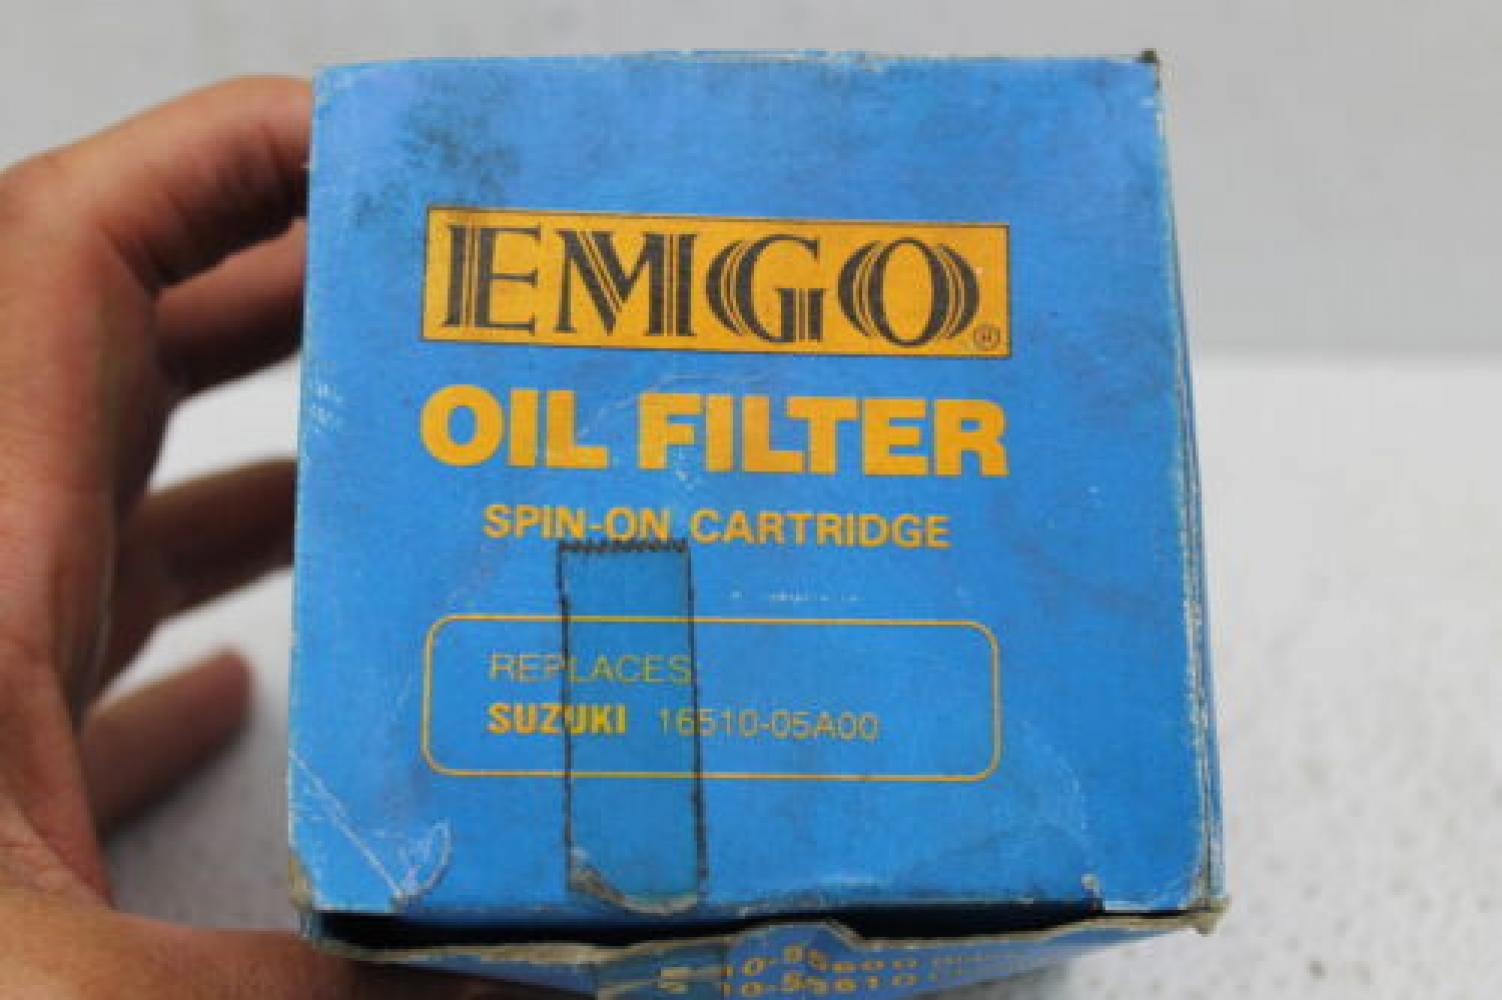 EMGO®
OIL FILTER
SPIN-ON CARTRIDGE
REPLACES:
SUZUKI 16510-05A00